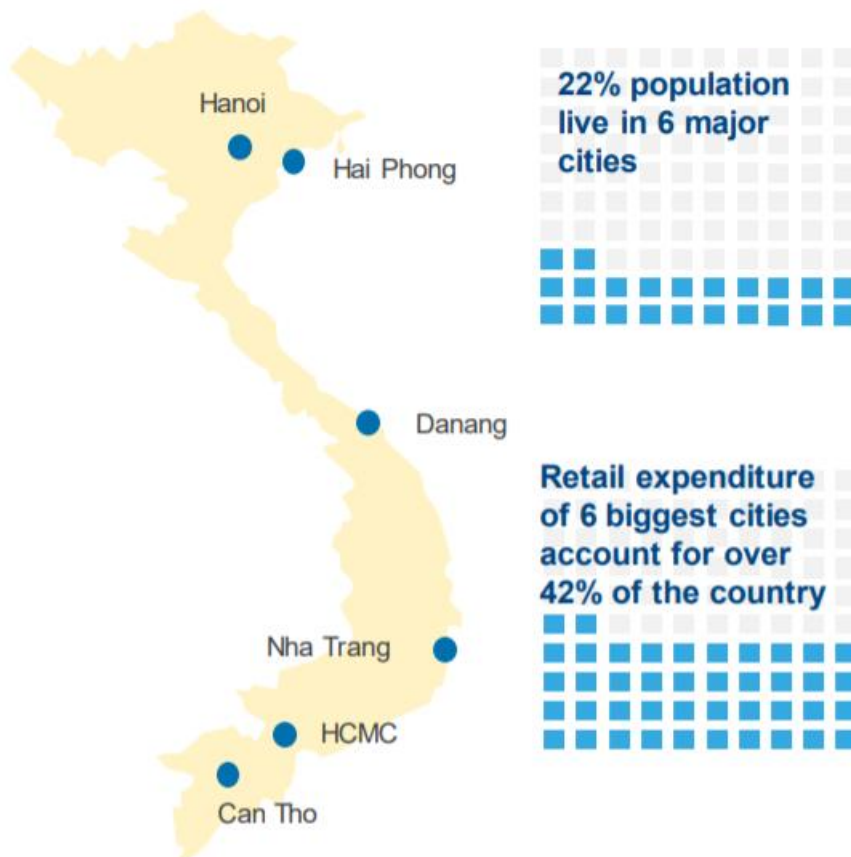 Hanoi
Hai Phong
Danang
Nha Trang
HCMC
Can Tho
22% population
live in 6 major
cities
Retail expenditure
of 6 biggest cities
account for over
42% of the country